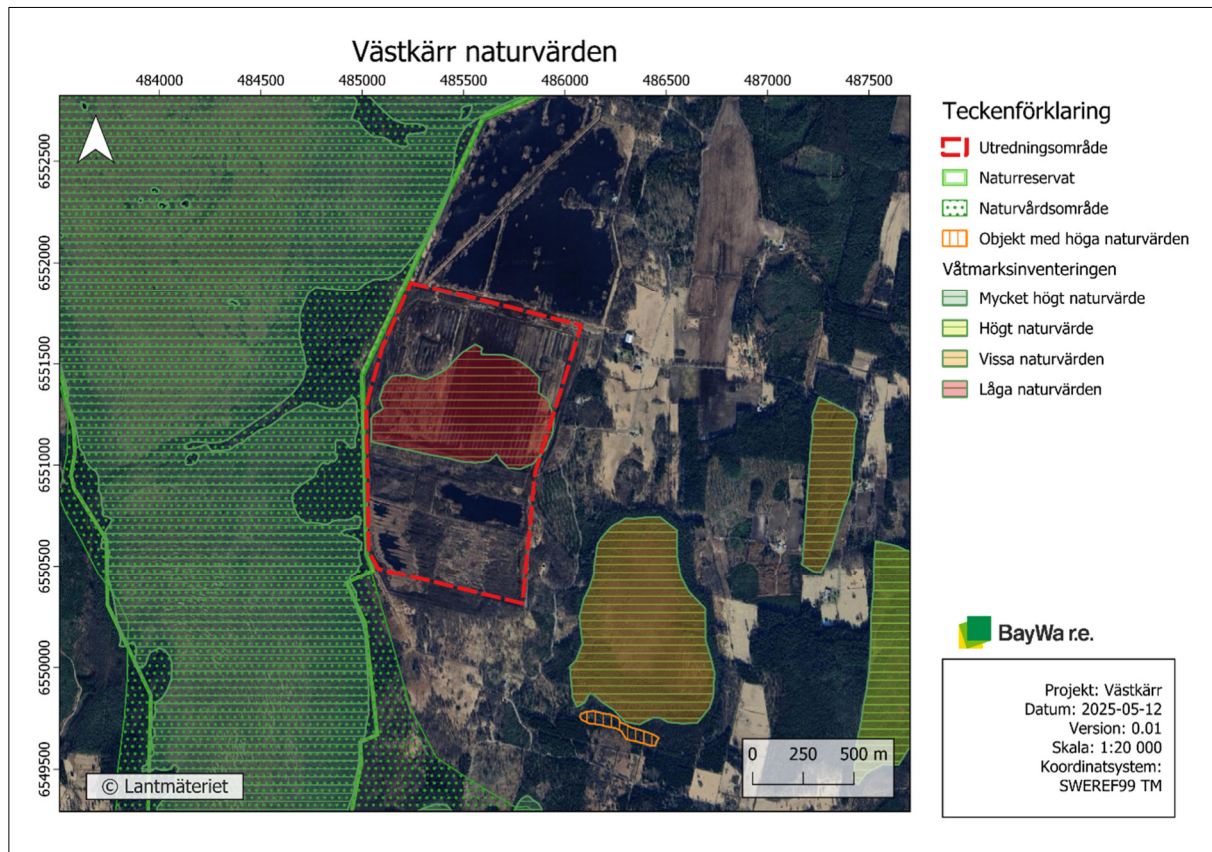 Västkärr naturvärden
484000 484500 485000 485500 486000 486500 487000 487500
6552500
6552000
6551500
6551000
6550500
6550000
6549500
© Lantmäteriet
0 250 500 m
Teckenförklaring
Utredningsområde
Naturreservat
Naturvårdsområde
Objekt med höga naturvärden
Våtmarksinventeringen
Mycket högt naturvärde
Högt naturvärde
Vissa naturvärden
Låga naturvärden
BayWa r.e.
Projekt: Västkärr
Datum: 2025-05-12
Version: 0.01
Skala: 1:20 000
Koordinatsystem:
SWEREF99 TM